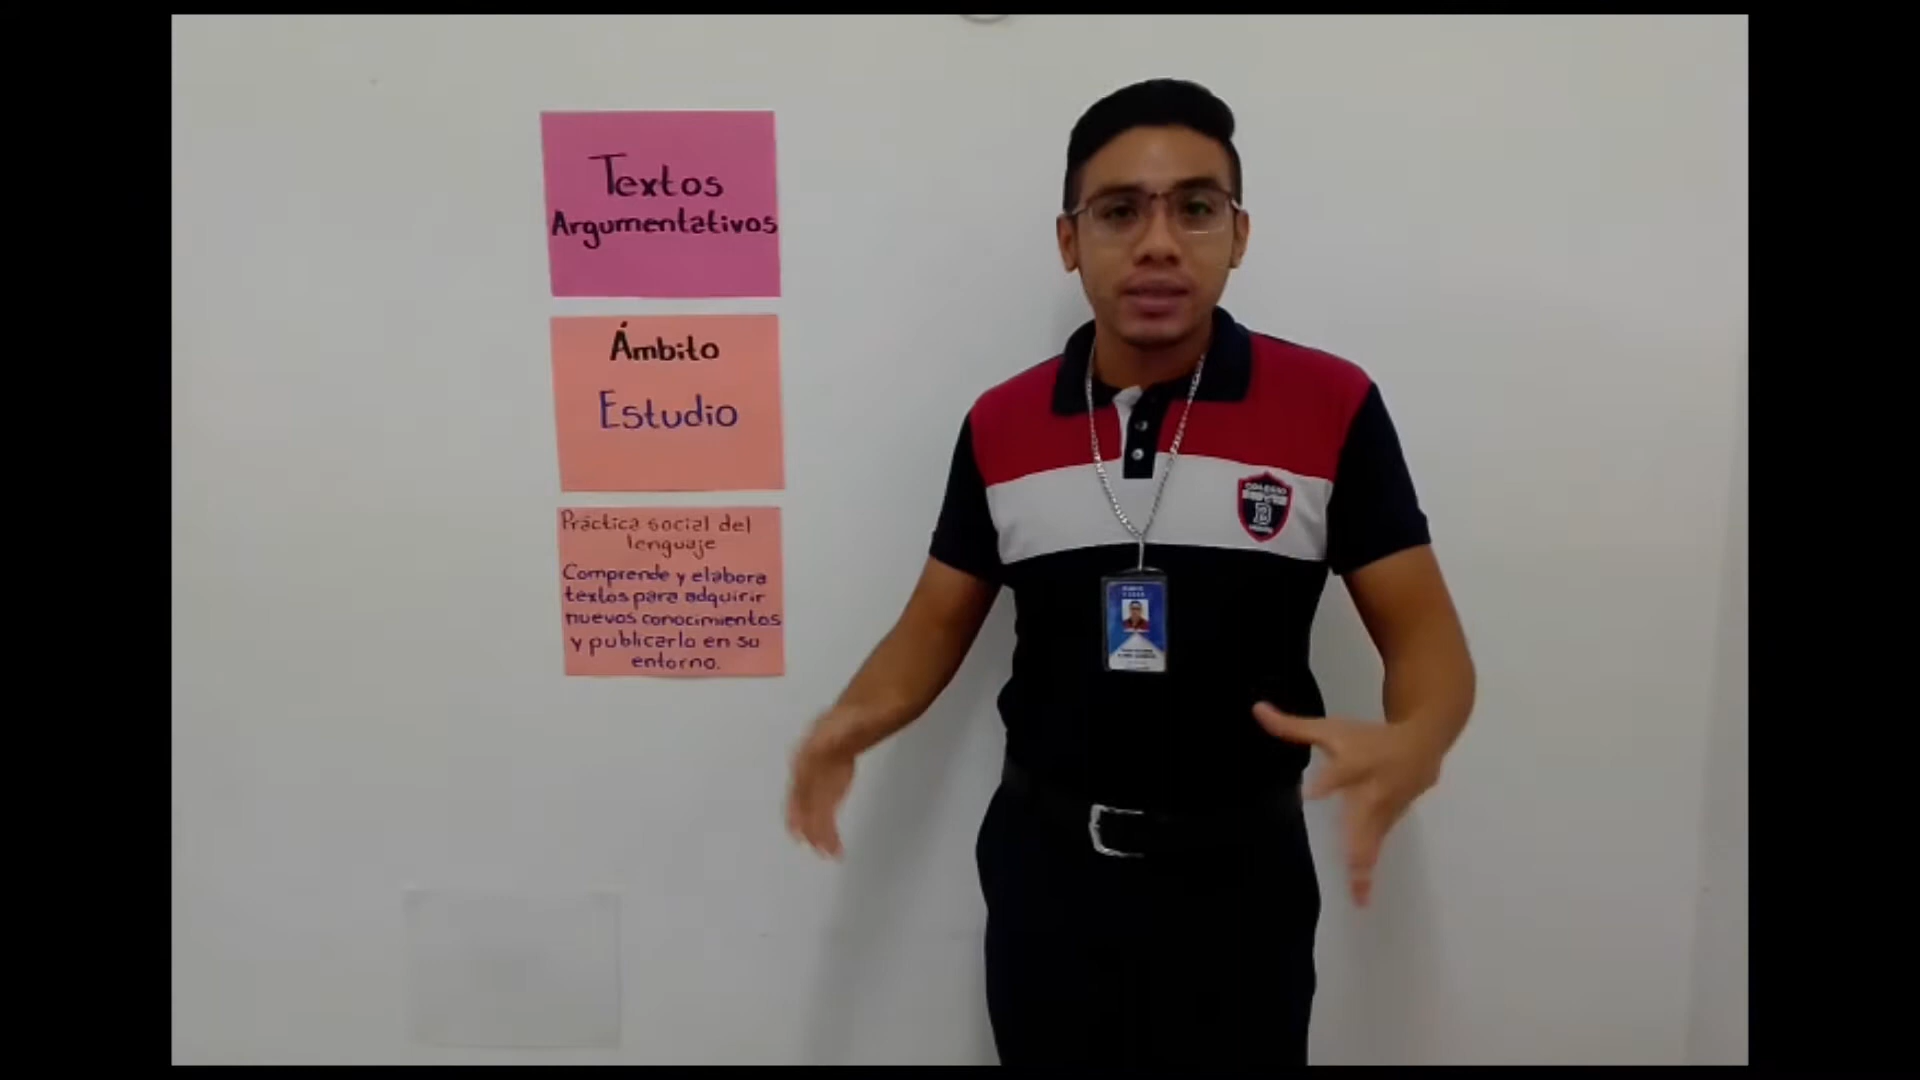 Textos
Argumentativos
Ámbito
Estudio
Práctica social del
lenguaje
Comprende y elabora
textos para adquirir
nuevos conocimientos
y publicarlo en su
entorno.
COLEGIO